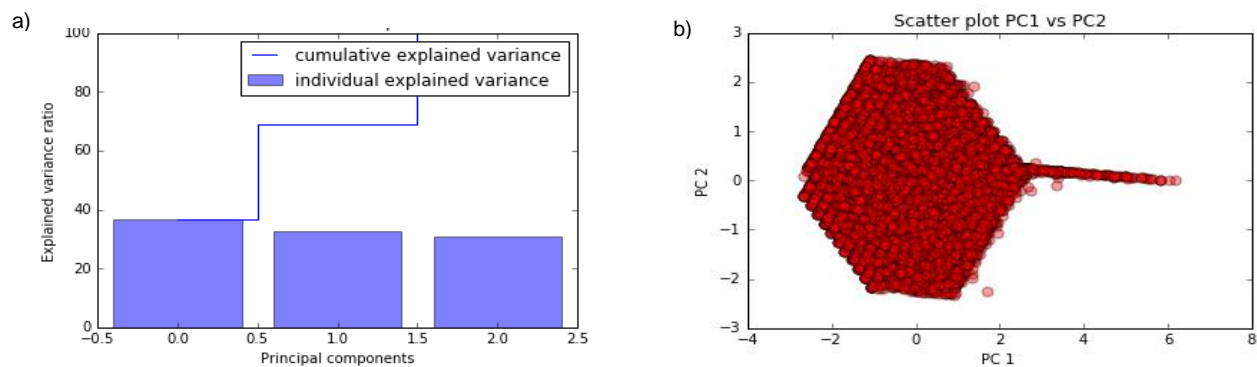 a)
100
cumulative explained variance
individual explained variance
80
60
40
20
0
Explained variance ratio
−0.5 0.0 0.5 1.0 1.5 2.0 2.5
Principal components
b)
Scatter plot PC1 vs PC2
3
2
1
0
−1
−2
−3
PC 2
−4 −2 0 2 4 6 8
PC 1